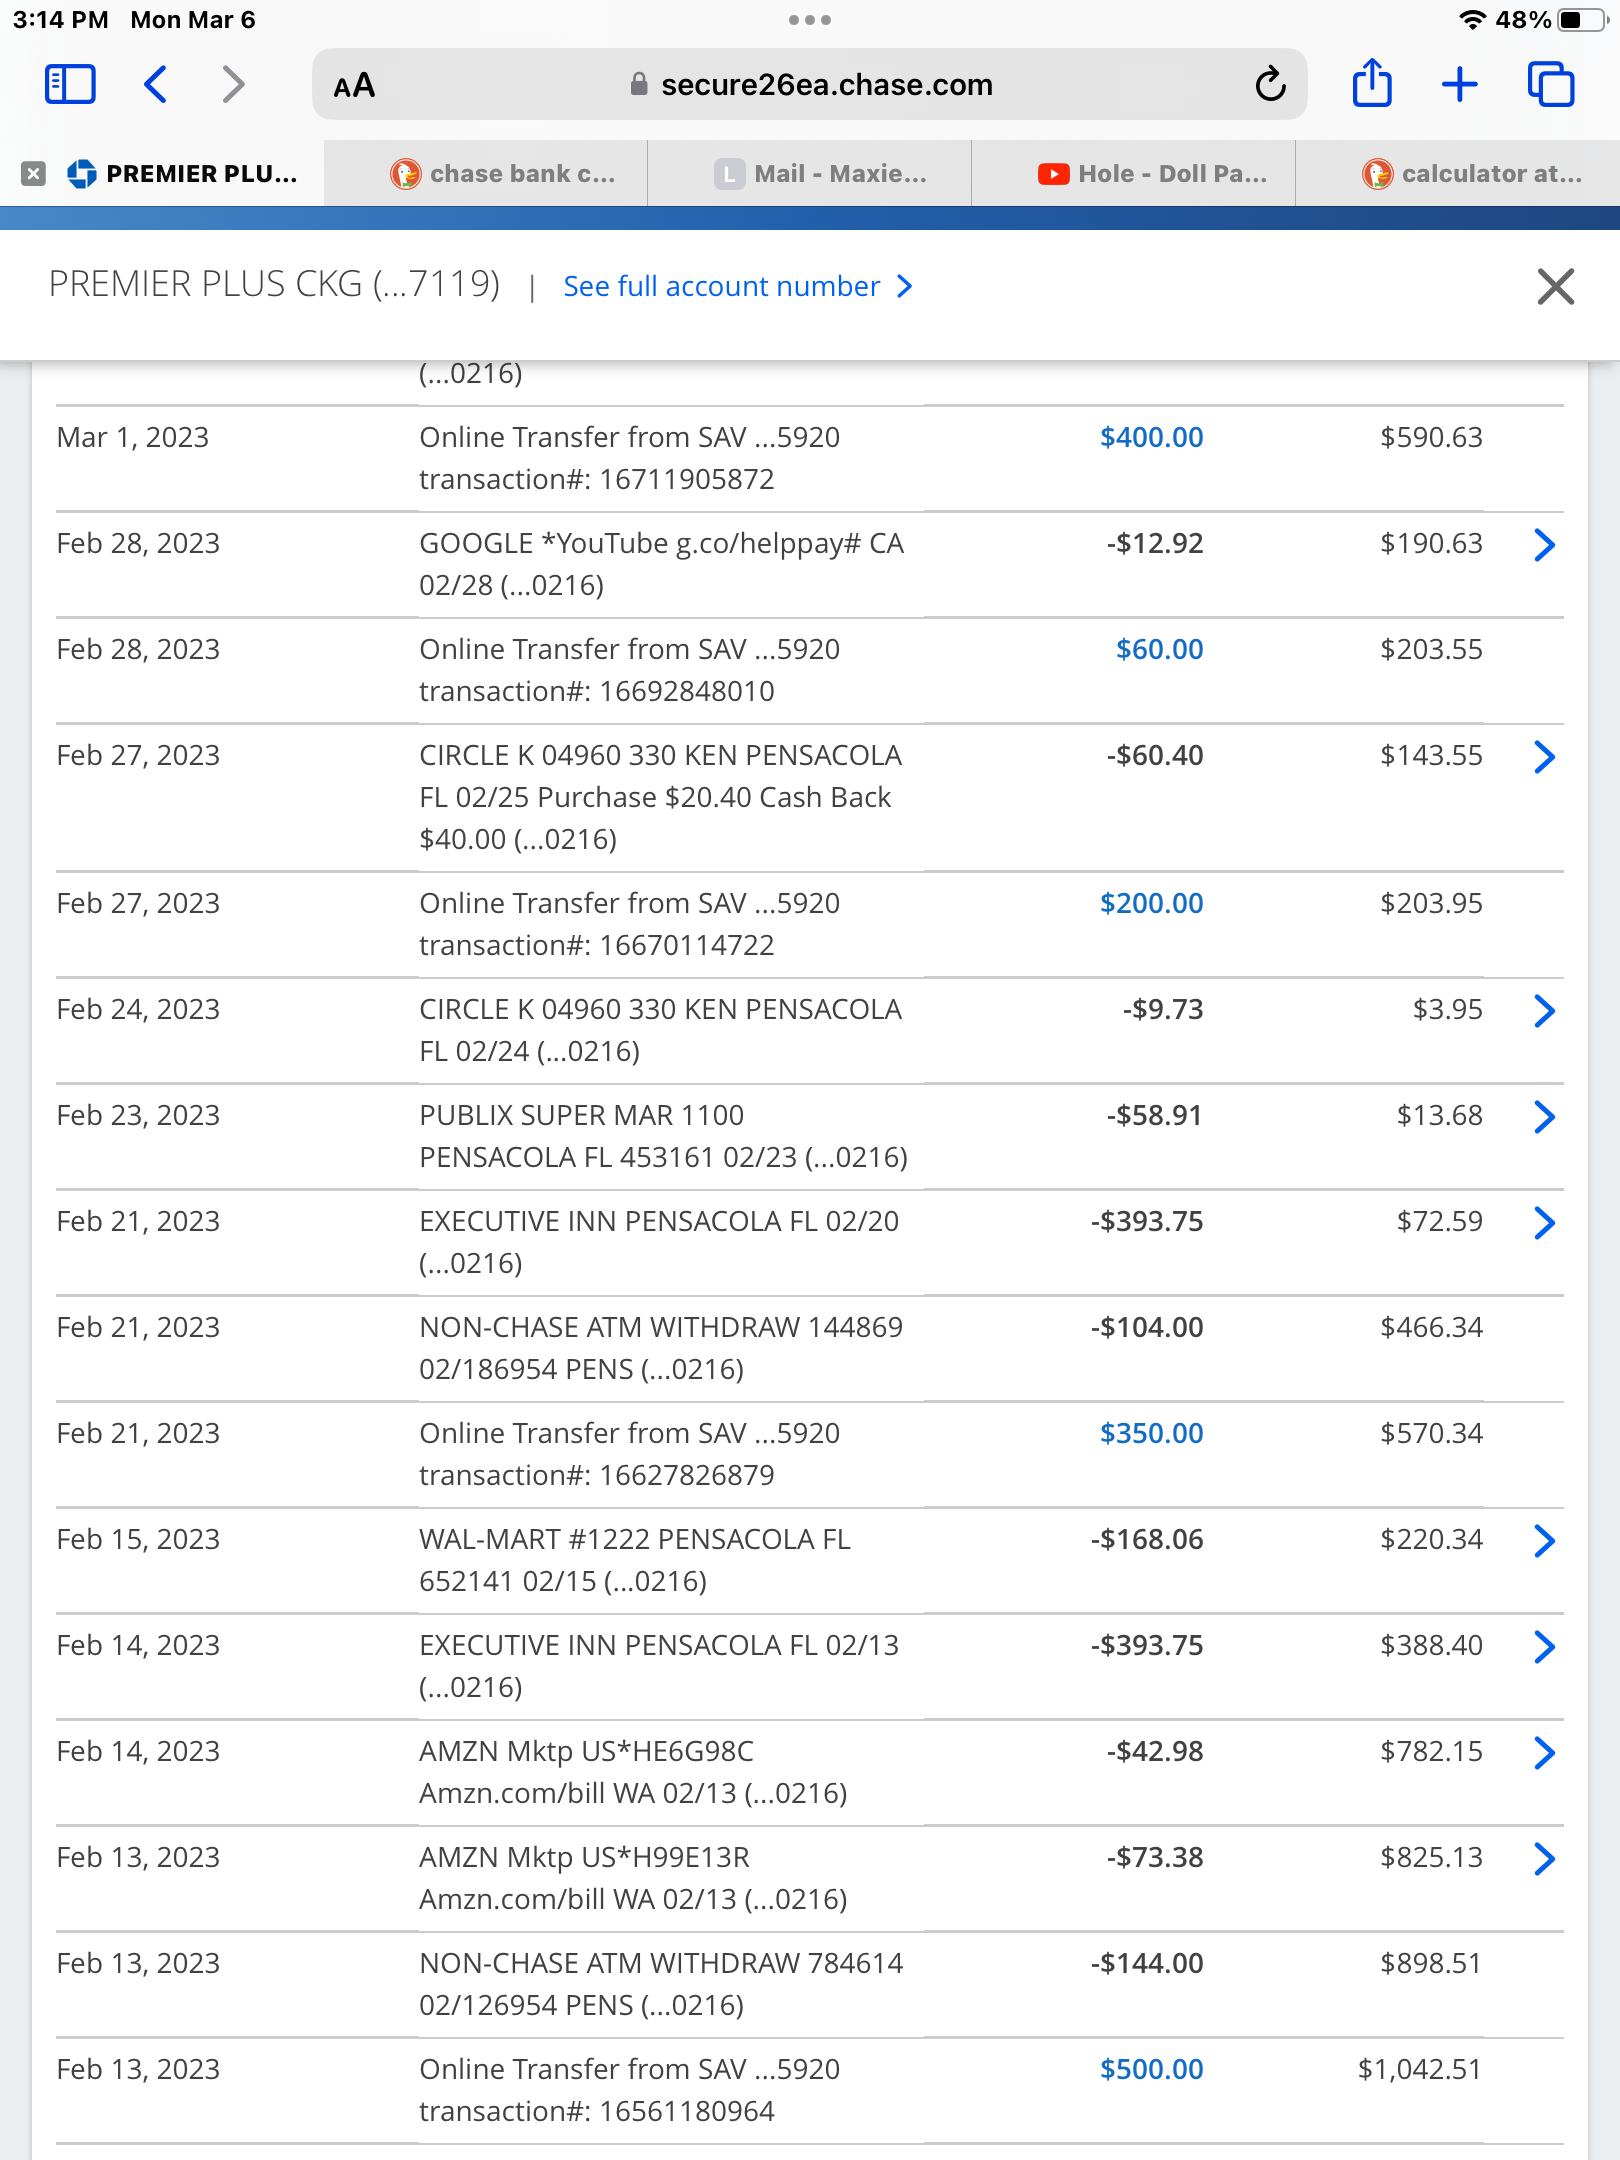 3:14 PM Mon Mar 6 48%
AA secure26ea.chase.com
PREMIER PLU... chase bank c... L Mail - Maxie... Hole - Doll Pa... calculator at...
PREMIER PLUS CKG (...7119) | See full account number
(...0216)
Mar 1, 2023 Online Transfer from SAV ...5920 $400.00 $590.63
transaction#: 16711905872
Feb 28, 2023 GOOGLE *YouTube g.co/helppay# CA -$12.92 $190.63
02/28 (...0216)
Feb 28, 2023 Online Transfer from SAV ...5920 $60.00 $203.55
transaction#: 16692848010
Feb 27, 2023 CIRCLE K 04960 330 KEN PENSACOLA -$60.40 $143.55
FL 02/25 Purchase $20.40 Cash Back
$40.00 (...0216)
Feb 27, 2023 Online Transfer from SAV ...5920 $200.00 $203.95
transaction#: 16670114722
Feb 24, 2023 CIRCLE K 04960 330 KEN PENSACOLA -$9.73 $3.95
FL 02/24 (...0216)
Feb 23, 2023 PUBLIX SUPER MAR 1100 -$58.91 $13.68
PENSACOLA FL 453161 02/23 (...0216)
Feb 21, 2023 EXECUTIVE INN PENSACOLA FL 02/20 -$393.75 $72.59
(...0216)
Feb 21, 2023 NON-CHASE ATM WITHDRAW 144869 -$104.00 $466.34
02/186954 PENS (...0216)
Feb 21, 2023 Online Transfer from SAV ...5920 $350.00 $570.34
transaction#: 16627826879
Feb 15, 2023 WAL-MART #1222 PENSACOLA FL -$168.06 $220.34
652141 02/15 (...0216)
Feb 14, 2023 EXECUTIVE INN PENSACOLA FL 02/13 -$393.75 $388.40
(...0216)
Feb 14, 2023 AMZN Mktp US*HE6G98C -$42.98 $782.15
Amzn.com/bill WA 02/13 (...0216)
Feb 13, 2023 AMZN Mktp US*H99E13R -$73.38 $825.13
Amzn.com/bill WA 02/13 (...0216)
Feb 13, 2023 NON-CHASE ATM WITHDRAW 784614 -$144.00 $898.51
02/126954 PENS (...0216)
Feb 13, 2023 Online Transfer from SAV ...5920 $500.00 $1,042.51
transaction#: 16561180964